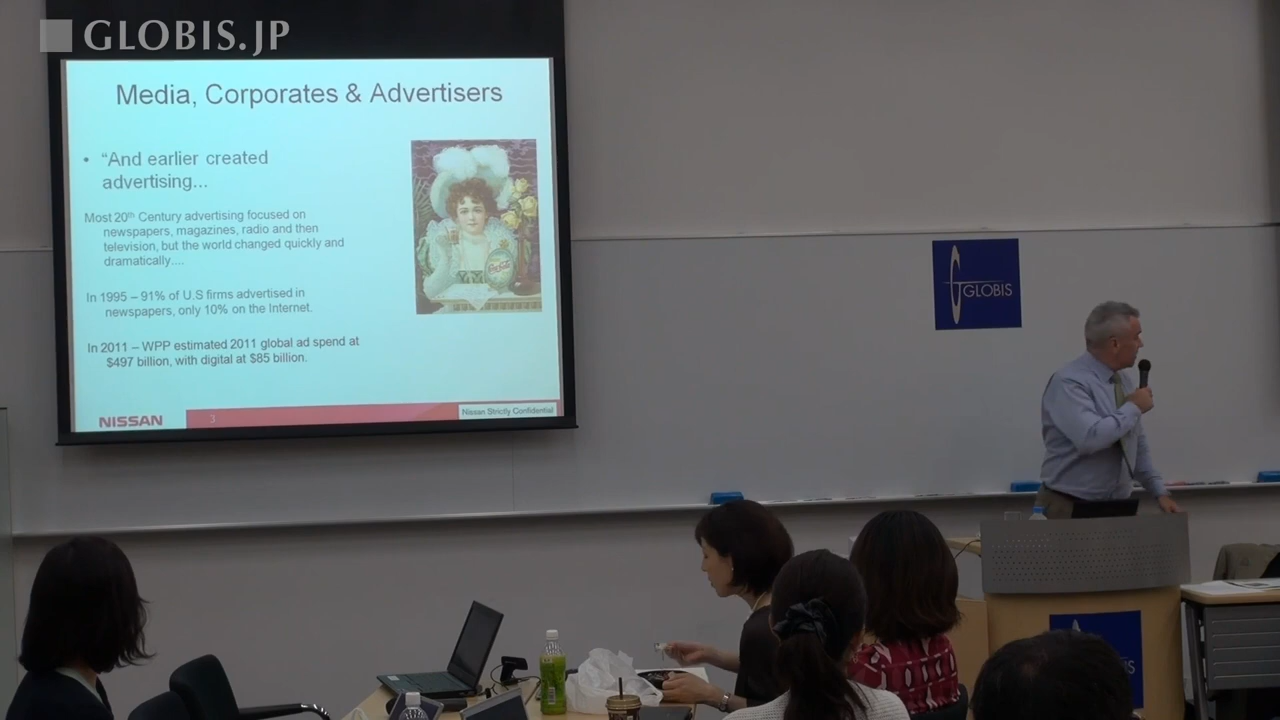 GLOBIS.JP
Media, Corporates & Advertisers
• “And earlier created
advertising...
Most 20th Century advertising focused on
newspapers, magazines, radio and then
television, but the world changed quickly and
dramatically....
In 1995 – 91% of U.S firms advertised in
newspapers, only 10% on the Internet.
In 2011 – WPP estimated 2011 global ad spend at
$497 billion, with digital at $85 billion.
NISSAN
3
Nissan Strictly Confidential
GLOBIS
Coca-Cola